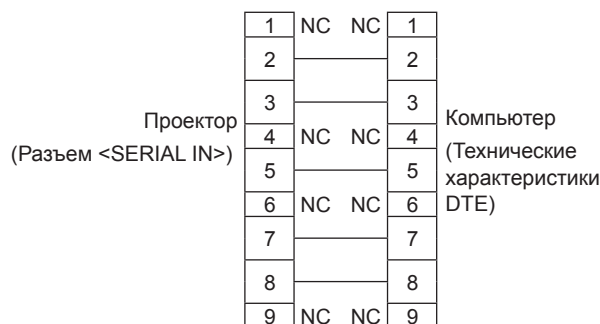 1 NC NC 1
2 2
3 3
Проектор
(Разъем <SERIAL IN>)
4 NC NC 4
5 5
6 NC NC 6
7 7
8 8
9 NC NC 9
Компьютер
(Технические
характеристики
DTE)